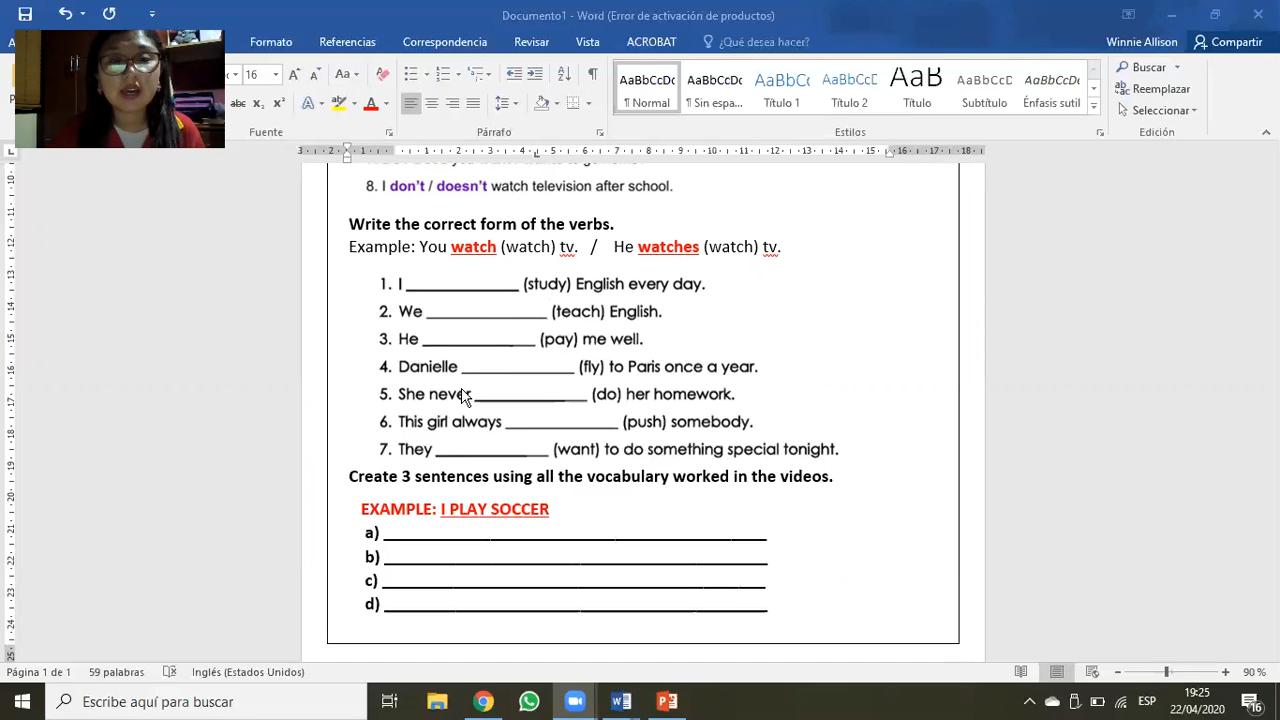 Documento1 - Word (Error de activación de productos)
Formato Referencias Correspondencia Revisar Vista ACROBAT ¿Qué desea hacer? Winnie Allison Compartir
16 A A Aa
AaBbCcDc AaBbCcDc AaBbCc AaBbCcC AaB AaBbCcD AaBbCcDc
¶ Normal ¶ Sin espa... Título 1 Título 2 Título Subtítulo Énfasis sutil
Buscar
Reemplazar
Seleccionar
Fuente Párrafo Estilos Edición
8. I don't / doesn't watch television after school.
Write the correct form of the verbs.
Example: You watch (watch) tv. / He watches (watch) tv.
1. I ______________ (study) English every day.
2. We ______________ (teach) English.
3. He ______________ (pay) me well.
4. Danielle ______________ (fly) to Paris once a year.
5. She never ______________ (do) her homework.
6. This girl always ______________ (push) somebody.
7. They ______________ (want) to do something special tonight.
Create 3 sentences using all the vocabulary worked in the videos.
EXAMPLE: I PLAY SOCCER
a) ______________
b) ______________
c) ______________
d) ______________
Página 1 de 1 59 palabras Inglés (Estados Unidos) 90 %
Escribe aquí para buscar
ESP 19:25
22/04/2020 16